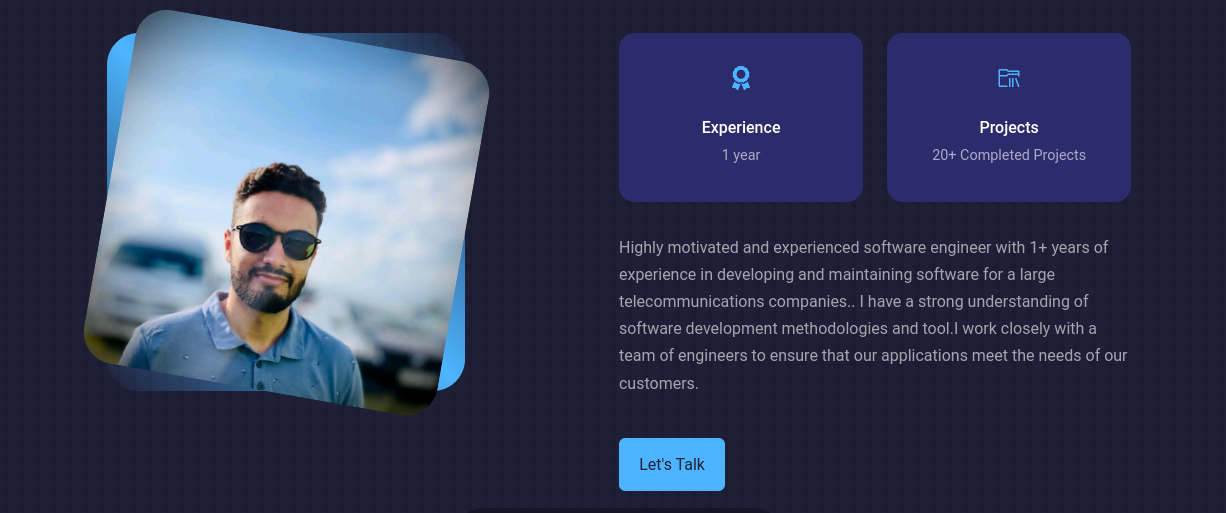 Experience
1 year
Projects
20+ Completed Projects
Highly motivated and experienced software engineer with 1+ years of
experience in developing and maintaining software for a large
telecommunications companies.. I have a strong understanding of
software development methodologies and tool.I work closely with a
team of engineers to ensure that our applications meet the needs of our
customers.
Let's Talk